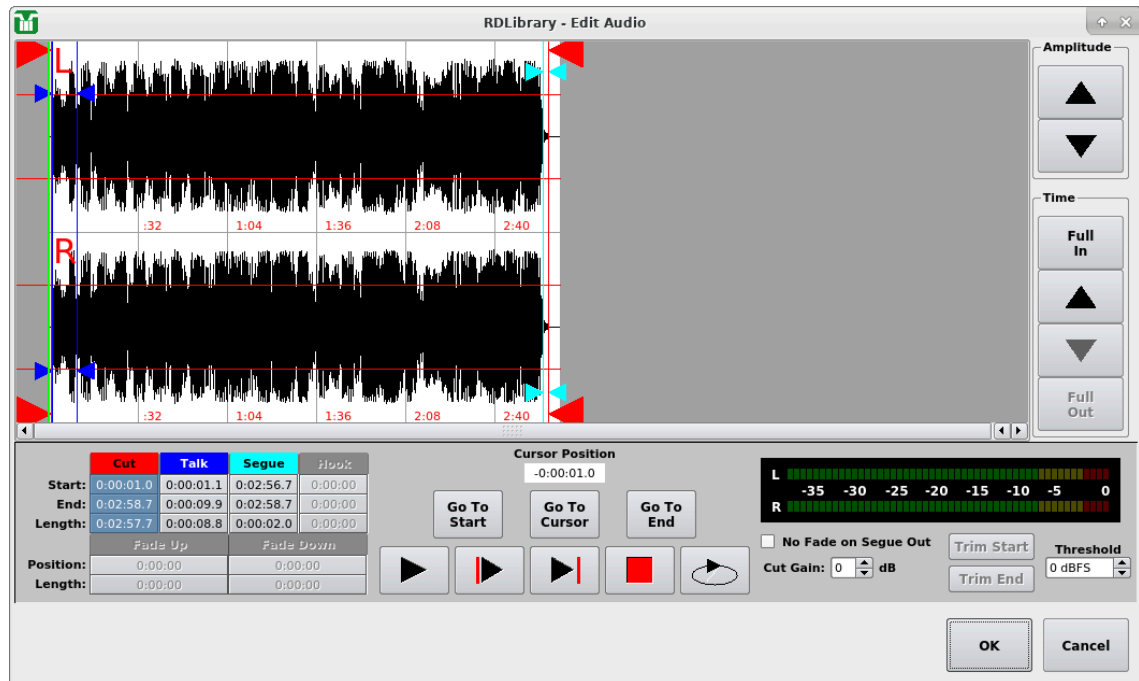 RDLibrary - Edit Audio
L
:32 1:04 1:36 2:08 2:40
R
:32 1:04 1:36 2:08 2:40
Amplitude
Time
Full
In
Full
Out
Cut Talk Segue Hook
Start: 0:00:01.0 0:00:01.1 0:02:56.7 0:00:00
End: 0:02:58.7 0:00:09.9 0:02:58.7 0:00:00
Length: 0:02:57.7 0:00:08.8 0:00:02.0 0:00:00
Fade Up Fade Down
Position: 0:00:00 0:00:00
Length: 0:00:00 0:00:00
Cursor Position
-0:00:01.0
Go To
Start
Go To
Cursor
Go To
End
L
-35 -30 -25 -20 -15 -10 -5 0
R
No Fade on Segue Out
Cut Gain: 0 dB
Trim Start
Trim End
Threshold
0 dBFS
OK Cancel